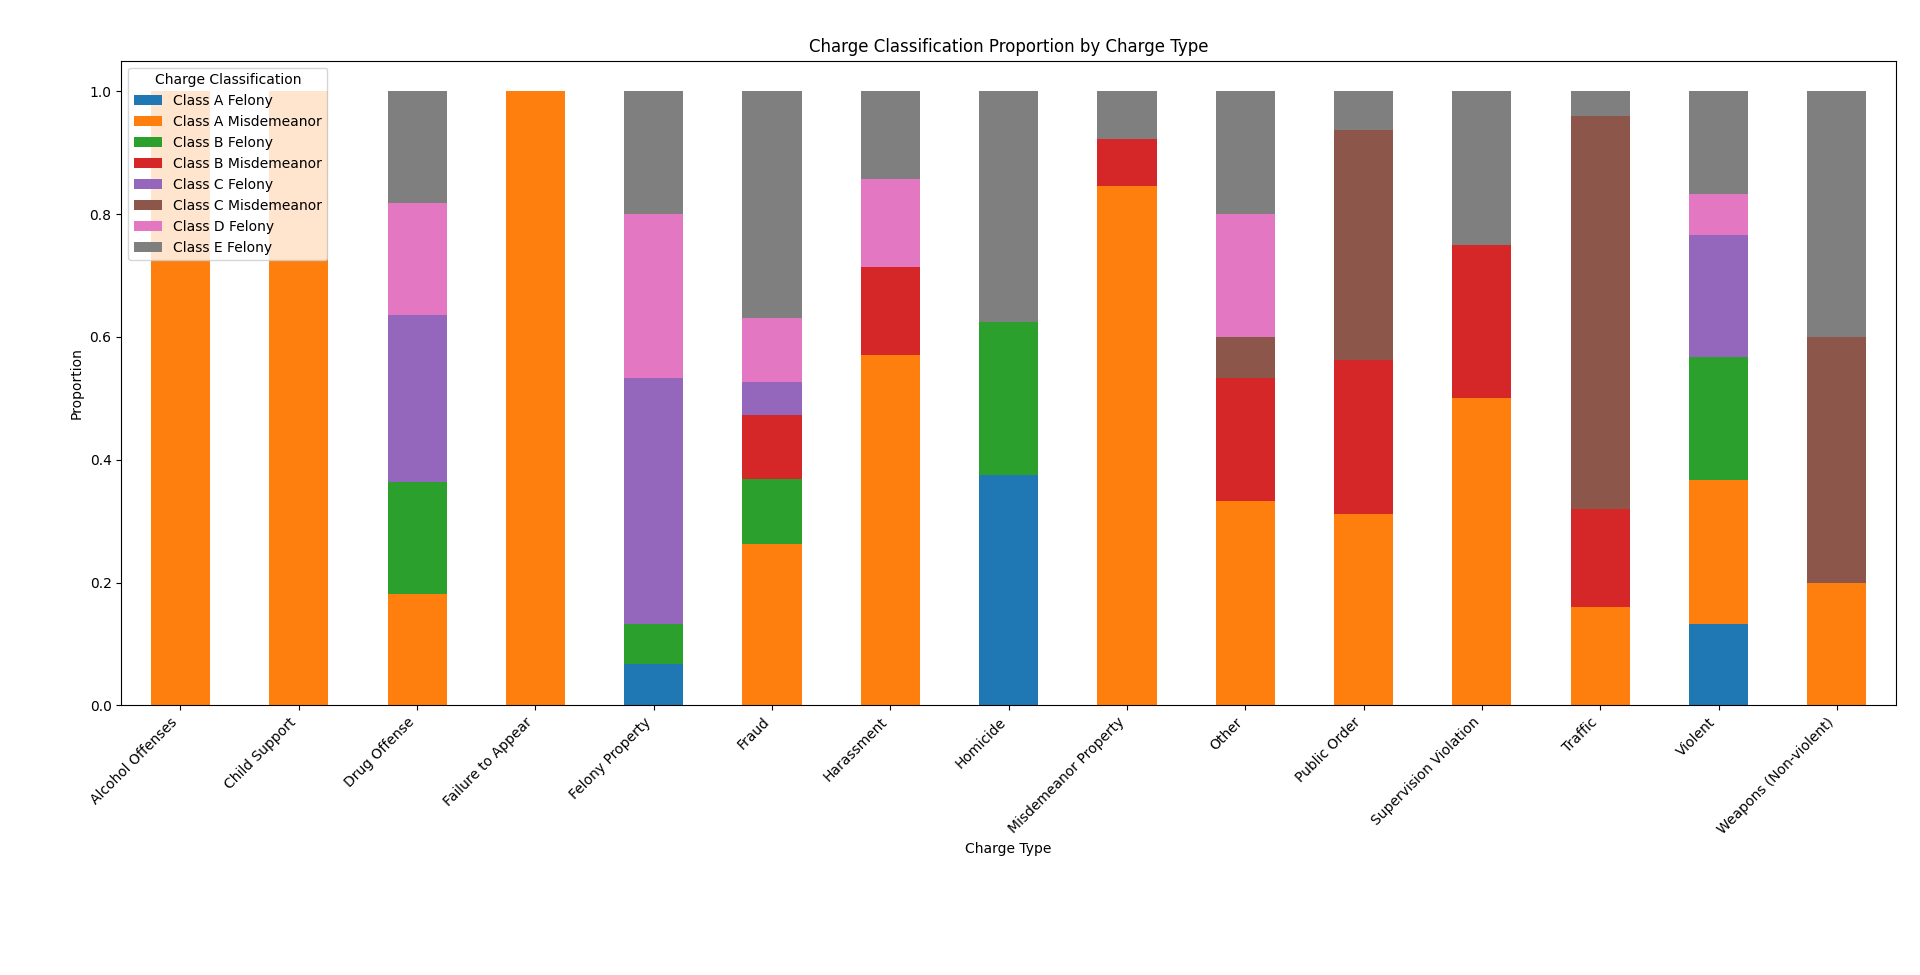 Charge Classification Proportion by Charge Type
Charge Classification
Class A Felony
Class A Misdemeanor
Class B Felony
Class B Misdemeanor
Class C Felony
Class C Misdemeanor
Class D Felony
Class E Felony
1.0
0.8
0.6
0.4
0.2
0.0
Proportion
Alcohol Offenses
Child Support
Drug Offense
Failure to Appear
Felony Property
Fraud
Harassment
Homicide
Misdemeanor Property
Other
Public Order
Supervision Violation
Traffic
Violent
Weapons (Non-violent)
Charge Type